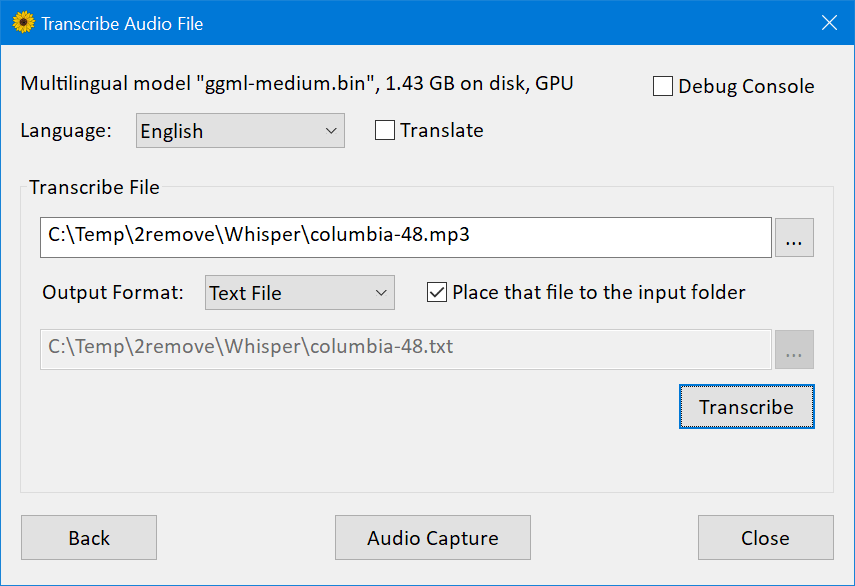 Transcribe Audio File
Multilingual model "ggml-medium.bin", 1.43 GB on disk, GPU
Debug Console
Language: English Translate
Transcribe File
C:\Temp\2remove\Whisper\columbia-48.mp3 ...
Output Format: Text File Place that file to the input folder
C:\Temp\2remove\Whisper\columbia-48.txt ...
Transcribe
Back Audio Capture Close